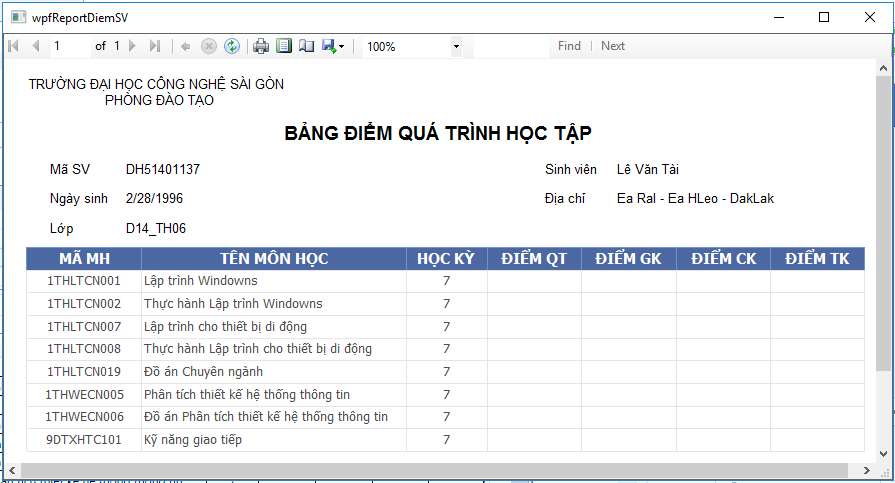 wpfReportDiemSV
1 of 1 100% Find | Next
TRƯỜNG ĐẠI HỌC CÔNG NGHỆ SÀI GÒN
PHÒNG ĐÀO TẠO
BẢNG ĐIỂM QUÁ TRÌNH HỌC TẬP
Mã SV DH51401137 Sinh viên Lê Văn Tài
Ngày sinh 2/28/1996 Địa chỉ Ea Ral - Ea HLeo - DakLak
Lớp D14_TH06
MÃ MH TÊN MÔN HỌC HỌC KỲ ĐIỂM QT ĐIỂM GK ĐIỂM CK ĐIỂM TK
1THLTCN001 Lập trình Windowns 7
1THLTCN002 Thực hành Lập trình Windowns 7
1THLTCN007 Lập trình cho thiết bị di động 7
1THLTCN008 Thực hành Lập trình cho thiết bị di động 7
1THLTCN019 Đồ án Chuyên ngành 7
1THWECN005 Phân tích thiết kế hệ thống thông tin 7
1THWECN006 Đồ án Phân tích thiết kế hệ thống thông tin 7
9DTXHTC101 Kỹ năng giao tiếp 7